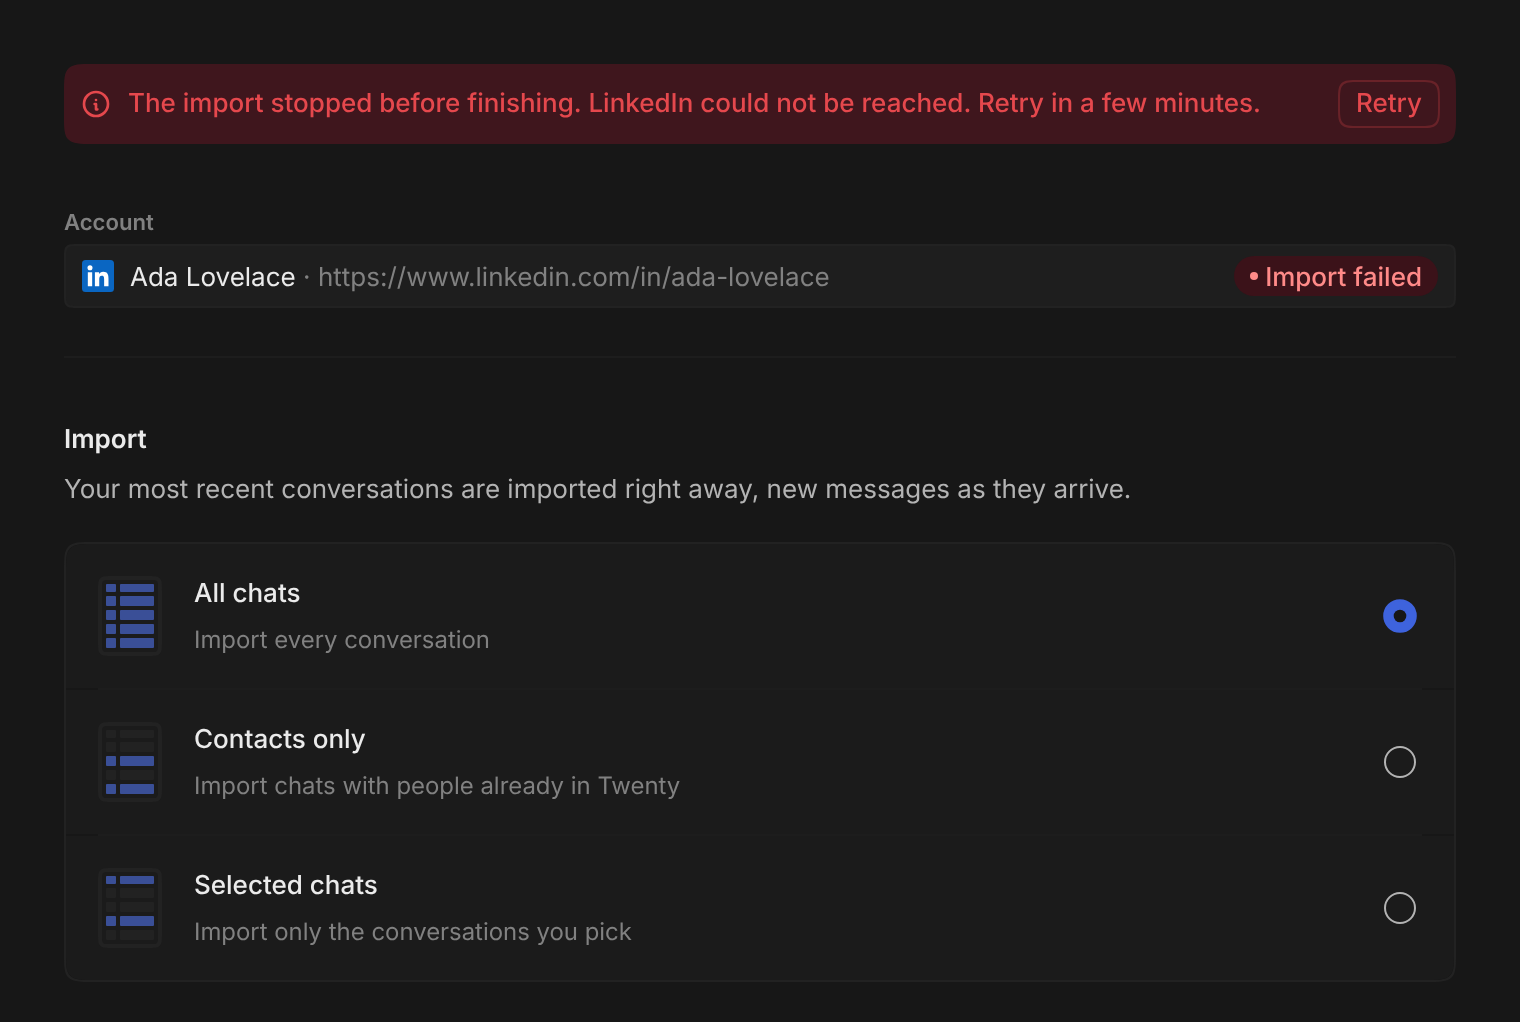 The import stopped before finishing. LinkedIn could not be reached. Retry in a few minutes.
Retry
Account
in
Ada Lovelace · https://www.linkedin.com/in/ada-lovelace
Import failed
Import
Your most recent conversations are imported right away, new messages as they arrive.
All chats
Import every conversation
Contacts only
Import chats with people already in Twenty
Selected chats
Import only the conversations you pick